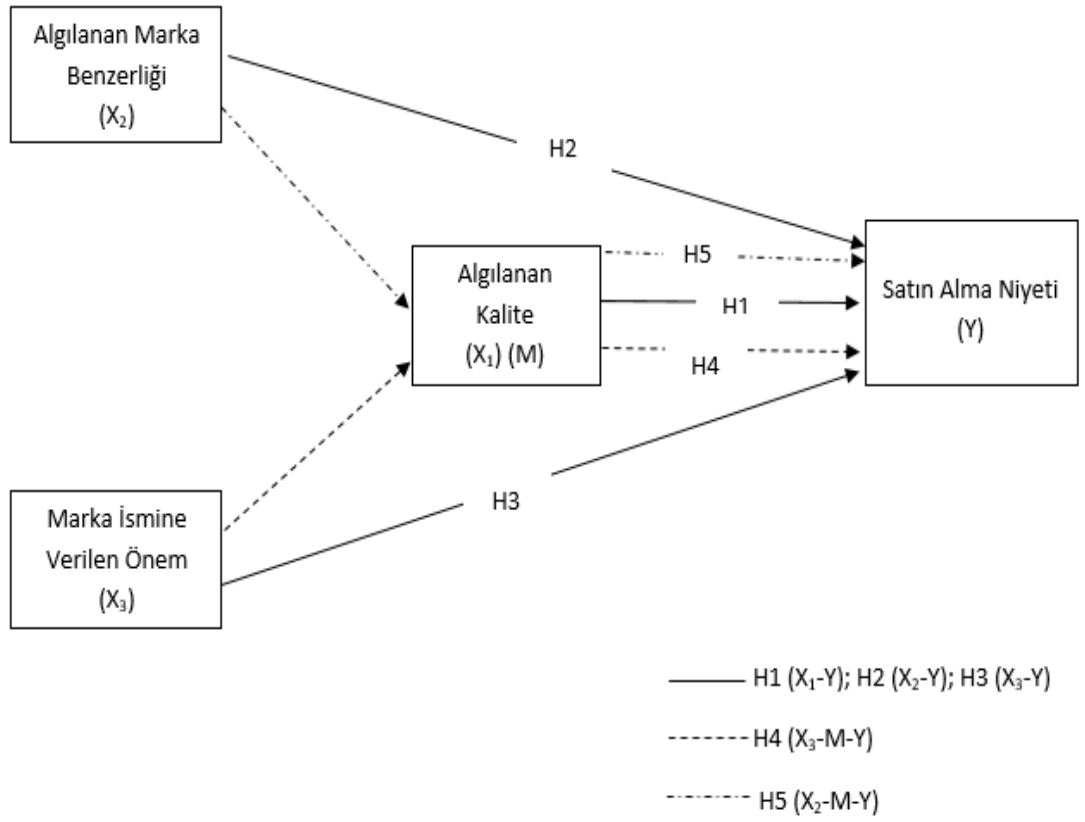 Algılanan Marka
Benzerliği
(X₂)
H2
Algılanan
Kalite
(X₁) (M)
H5
H1
H4
Satın Alma Niyeti
(Y)
H3
Marka İsmine
Verilen Önem
(X₃)
H1 (X₁-Y); H2 (X₂-Y); H3 (X₃-Y)
H4 (X₃-M-Y)
H5 (X₂-M-Y)